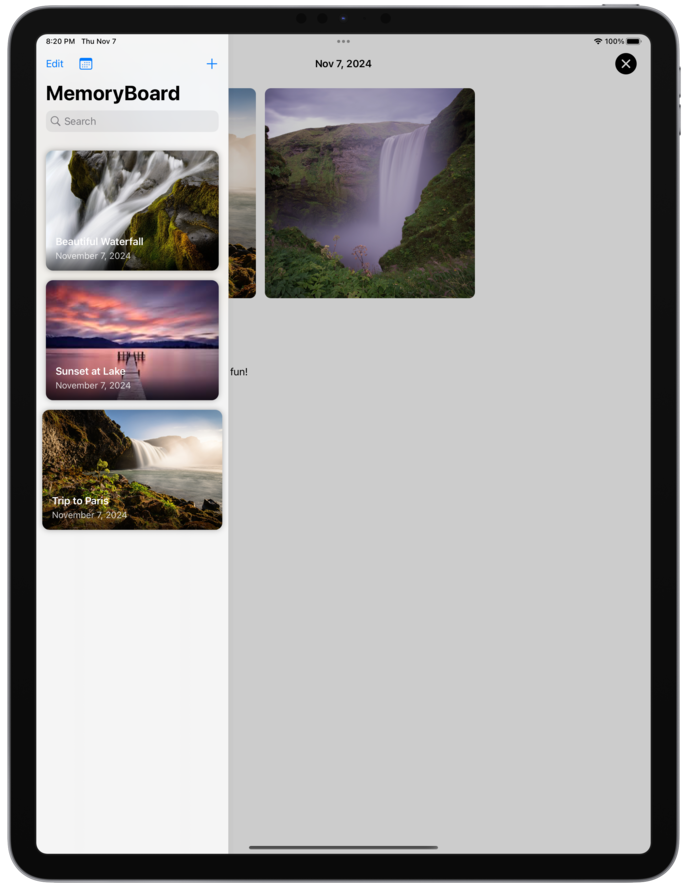 8:20 PM Thu Nov 7
100%
Edit
Nov 7, 2024
MemoryBoard
Search
Beautiful Waterfall
November 7, 2024
Sunset at Lake
November 7, 2024
fun!
Trip to Paris
November 7, 2024